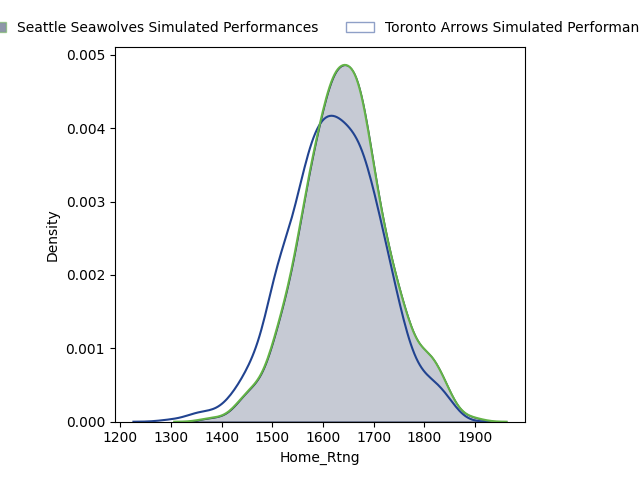 Seattle Seawolves Simulated Performances
Toronto Arrows Simulated
0.005
0.004
0.003
0.002
0.001
0.000
Density
1200 1300 1400 1500 1600 1700 1800 1900
Home_Rtng